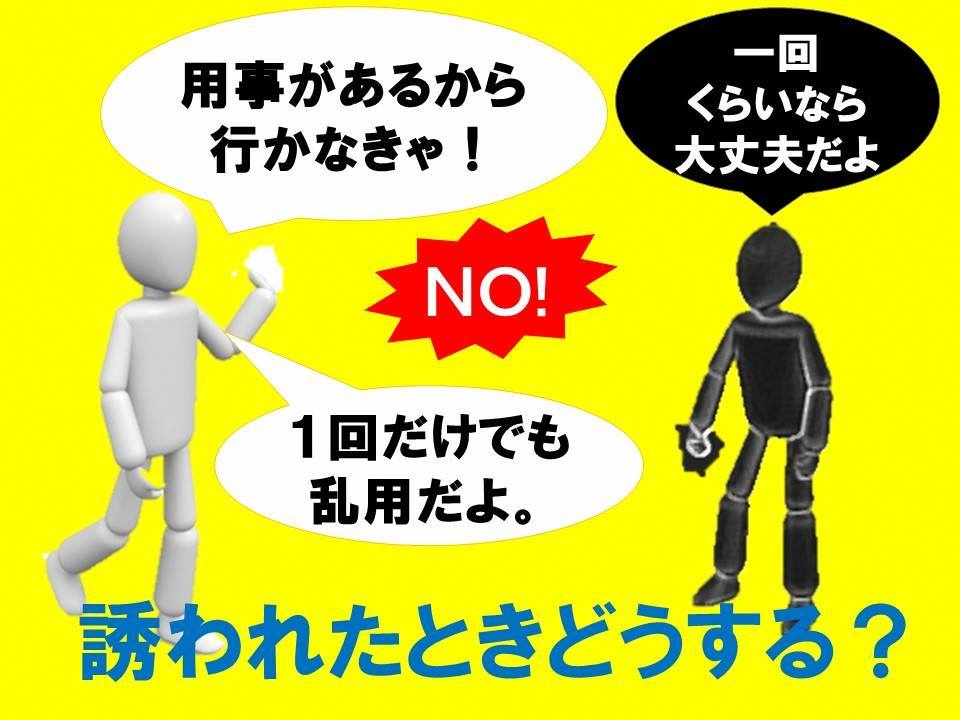 用事があるから
行かなきゃ！
一回
くらいなら
大丈夫だよ
NO!
１回だけでも
乱用だよ。
誘われたときどうする？